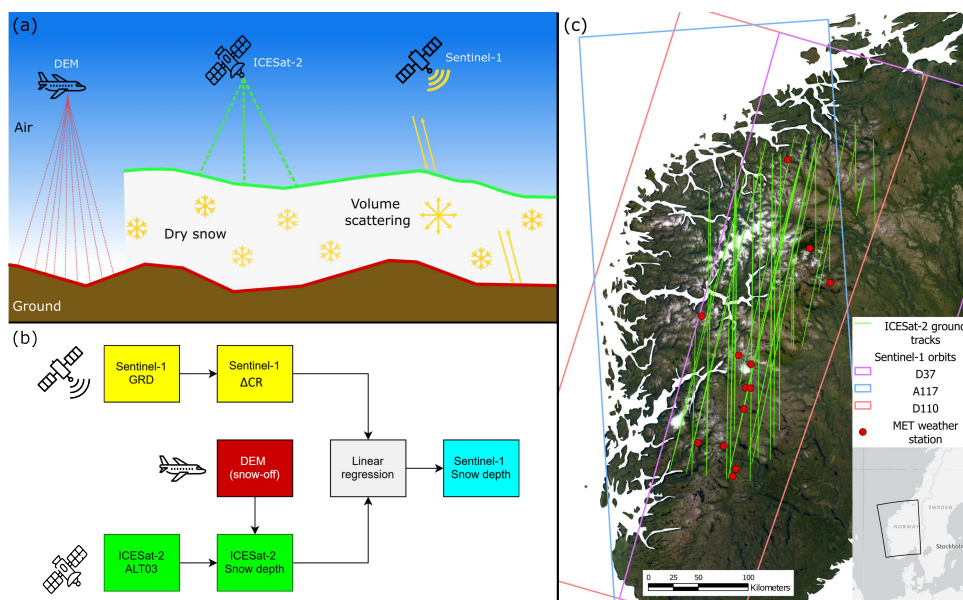 (a)
DEM
ICESat-2
Sentinel-1
Air
Volume
scattering
Dry snow
Ground
(b)
Sentinel-1
GRD
Sentinel-1
ΔCR
DEM
(snow-off)
Linear
regression
Sentinel-1
Snow depth
ICESat-2
ALT03
ICESat-2
Snow depth
(c)
ICESat-2 ground
tracks
Sentinel-1 orbits
D37
A117
D110
MET weather
station
SWEDEN
NORWAY
Stockholm
0 25 50 100
Kilometers